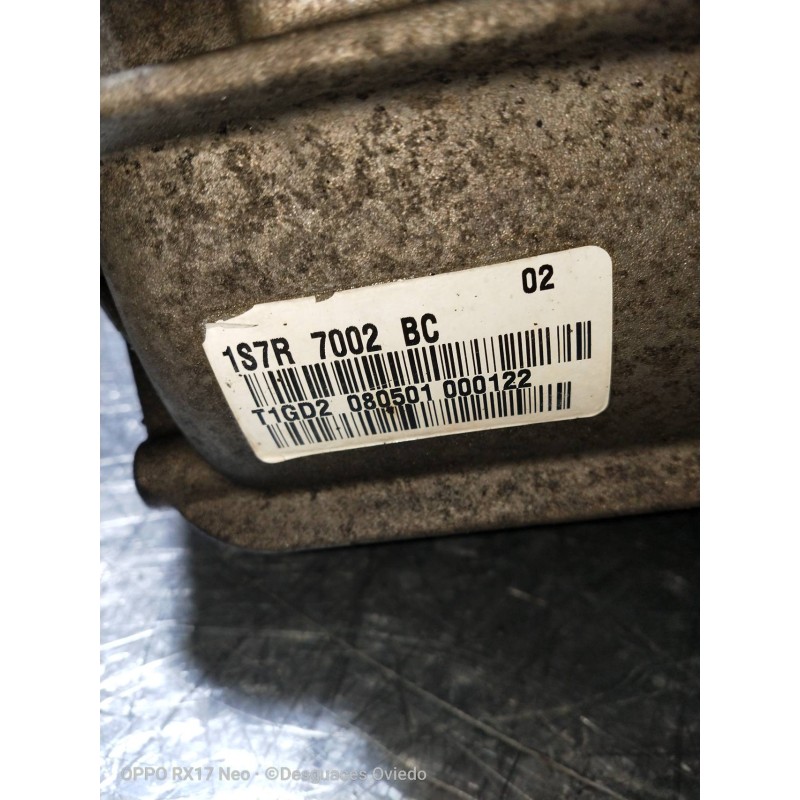 02
1S7R 7002 BC
T1GD2 080501 000122
OPPO RX17 Neo · ©Desguaces Oviedo